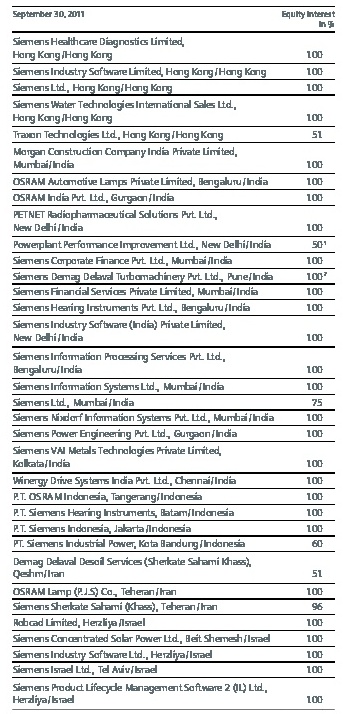 September 30, 2011 Equity interest
in %
Siemens Healthcare Diagnostics Limited,
Hong Kong/Hong Kong 100
Siemens Industry Software Limited, Hong Kong/Hong Kong 100
Siemens Ltd., Hong Kong/Hong Kong 100
Siemens Water Technologies International Sales Ltd.,
Hong Kong/Hong Kong 100
Traxon Technologies Ltd., Hong Kong/Hong Kong 51
Morgan Construction Company India Private Limited,
Mumbai/India 100
OSRAM Automotive Lamps Private Limited, Bengaluru/India 100
OSRAM India Pvt. Ltd., Gurgaon/India 100
PETNET Radiopharmaceutical Solutions Pvt. Ltd.,
New Delhi/India 100
Powerplant Performance Improvement Ltd., New Delhi/India 50¹
Siemens Corporate Finance Pvt. Ltd., Mumbai/India 100
Siemens Demag Delaval Turbomachinery Pvt. Ltd., Pune/India 100⁷
Siemens Financial Services Private Limited, Mumbai/India 100
Siemens Hearing Instruments Pvt. Ltd., Bengaluru/India 100
Siemens Industry Software (India) Private Limited,
New Delhi/India 100
Siemens Information Processing Services Pvt. Ltd.,
Bengaluru/India 100
Siemens Information Systems Ltd., Mumbai/India 100
Siemens Ltd., Mumbai/India 75
Siemens Nixdorf Information Systems Pvt. Ltd., Mumbai/India 100
Siemens Power Engineering Pvt. Ltd., Gurgaon/India 100
Siemens VAI Metals Technologies Private Limited,
Kolkata/India 100
Winergy Drive Systems India Pvt. Ltd., Chennai/India 100
P.T. OSRAM Indonesia, Tangerang/Indonesia 100
P.T. Siemens Hearing Instruments, Batam/Indonesia 100
P.T. Siemens Indonesia, Jakarta/Indonesia 100
PT. Siemens Industrial Power, Kota Bandung/Indonesia 60
Demag Delaval Desoil Services (Sherkate Sahami Khass),
Qeshm/Iran 51
OSRAM Lamp (P.J.S) Co., Teheran/Iran 100
Siemens Sherkate Sahami (Khass), Teheran/Iran 96
Robcad Limited, Herzliya/Israel 100
Siemens Concentrated Solar Power Ltd., Beit Shemesh/Israel 100
Siemens Industry Software Ltd., Herzliya/Israel 100
Siemens Israel Ltd., Tel Aviv/Israel 100
Siemens Product Lifecycle Management Software 2 (IL) Ltd.,
Herzliya/Israel 100